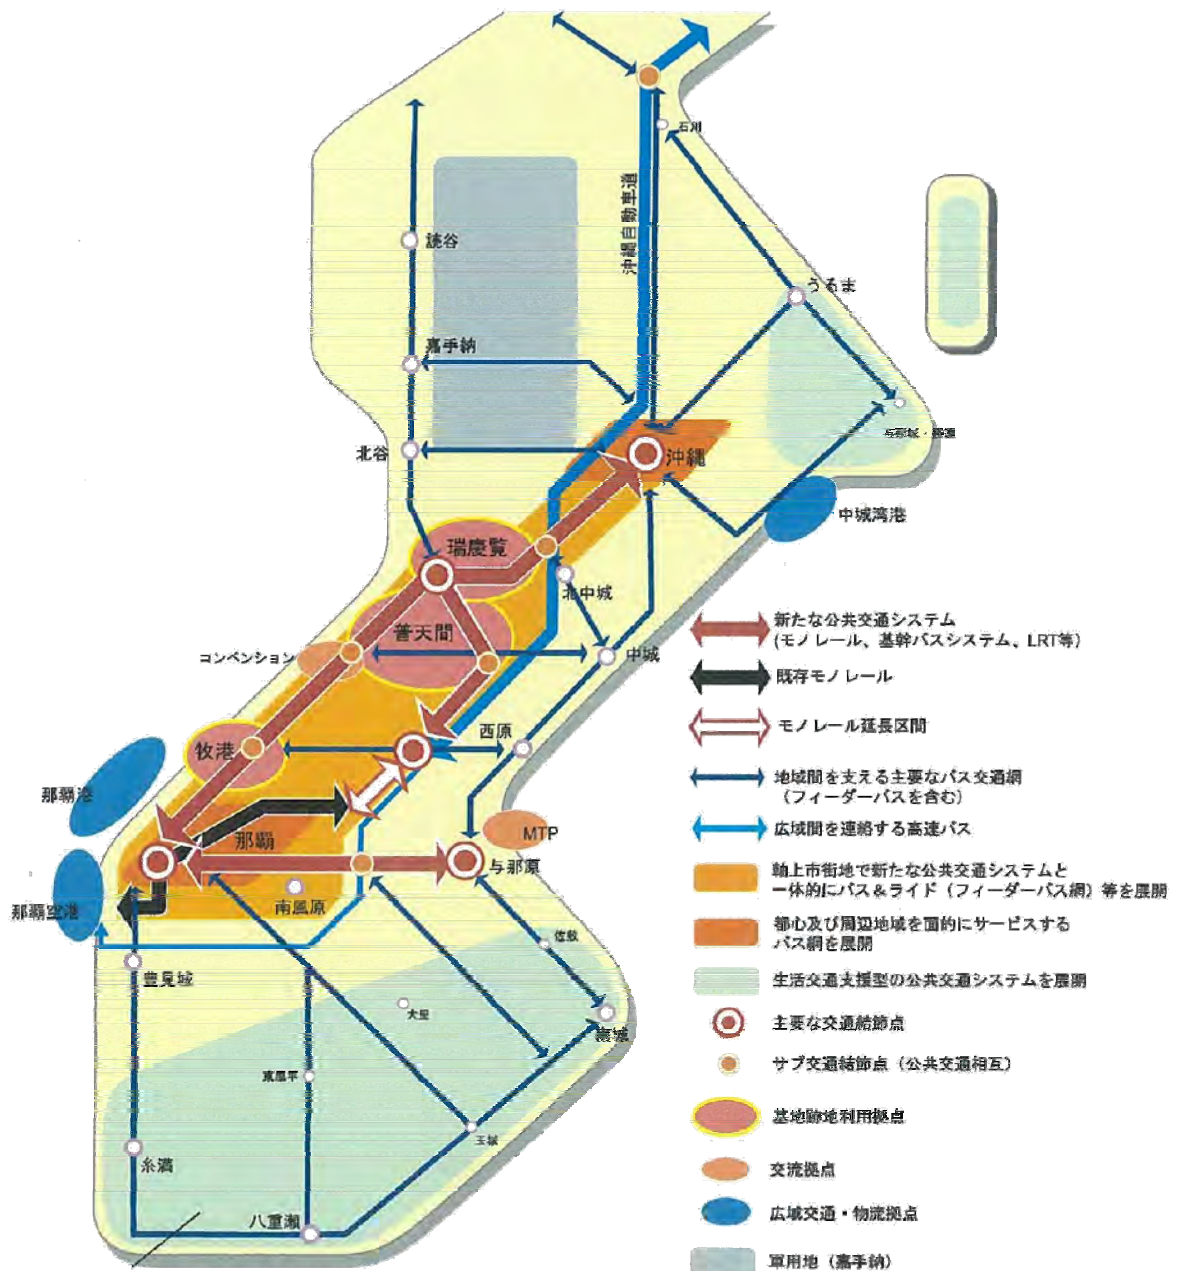 石川
沖縄自動車道
読谷
うるま
嘉手納
与那城・勝連
北谷
沖縄
中城湾港
瑞慶覧
北中城
普天間
コンベンション
中城
西原
牧港
那覇港
MTP
那覇
与那原
南風原
那覇空港
佐敷
豊見城
大里
東風平
玉城
糸満
八重瀬
新たな公共交通システム
(モノレール、基幹バスシステム、LRT等)
既存モノレール
モノレール延長区間
地域間を支える主要なバス交通網
(フィーダーバスを含む)
広域間を連絡する高速バス
軸上市街地で新たな公共交通システムと
一体的にバス&ライド(フィーダーバス網)等を展開
都心及び周辺地域を面的にサービスする
バス網を展開
生活交通支援型の公共交通システムを展開
主要な交通結節点
サブ交通結節点(公共交通相互)
基地跡地利用拠点
交流拠点
広域交通・物流拠点
軍用地(嘉手納)